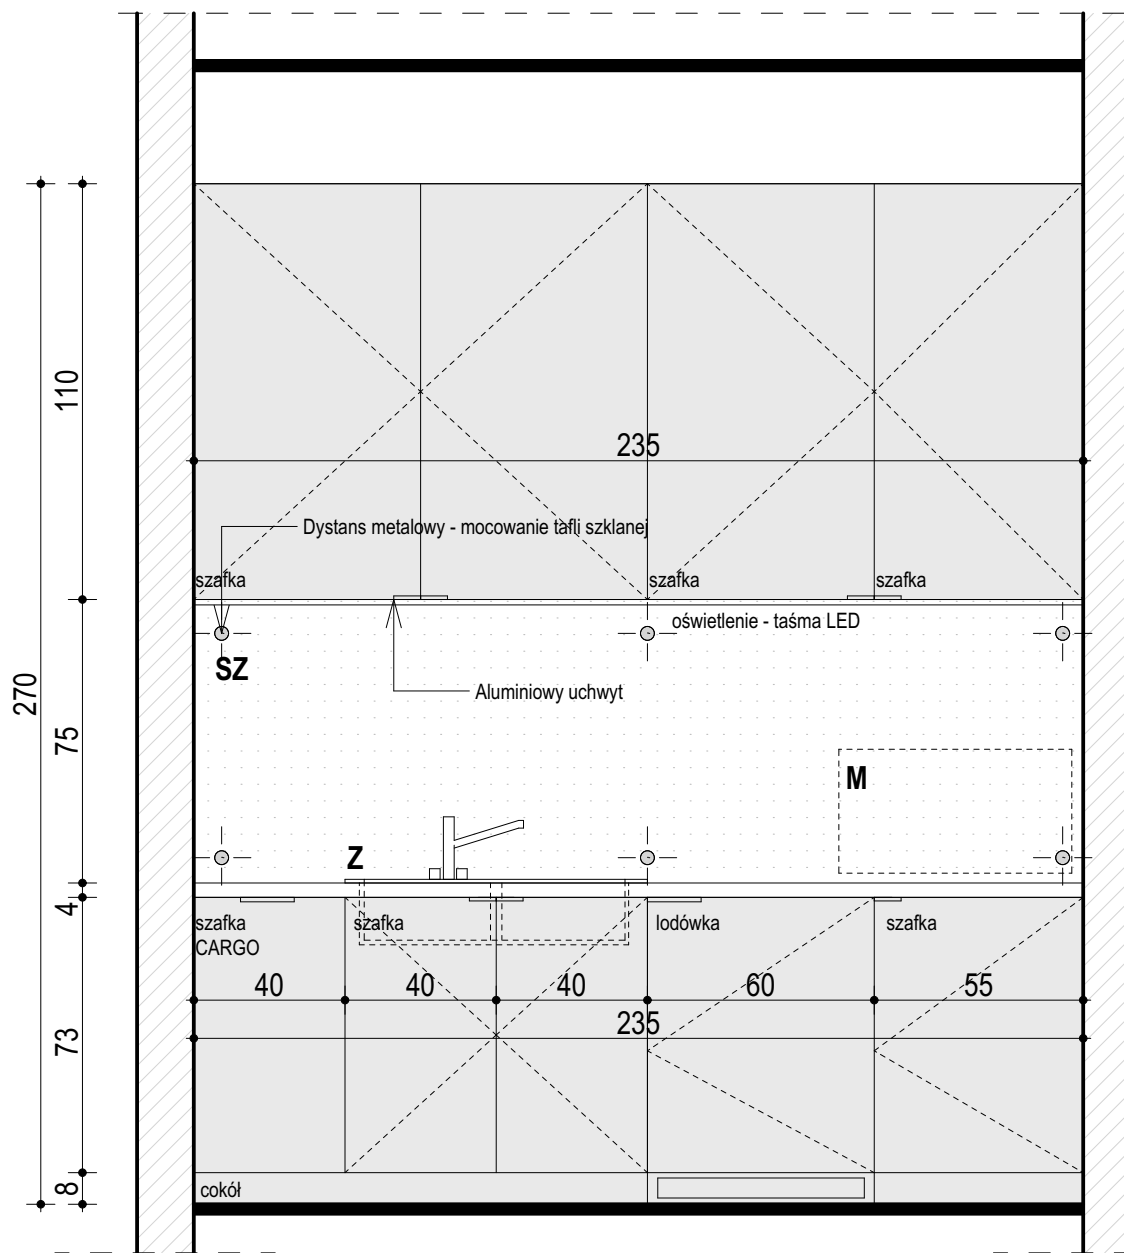 110
235
Dystans metalowy - mocowanie tafli szklanej
szafka
szafka
szafka
oświetlenie - taśma LED
SZ
270
Aluminiowy uchwyt
75
M
Z
4
szafka
CARGO
szafka
lodówka
szafka
40
40
40
60
55
235
73
8
cokół